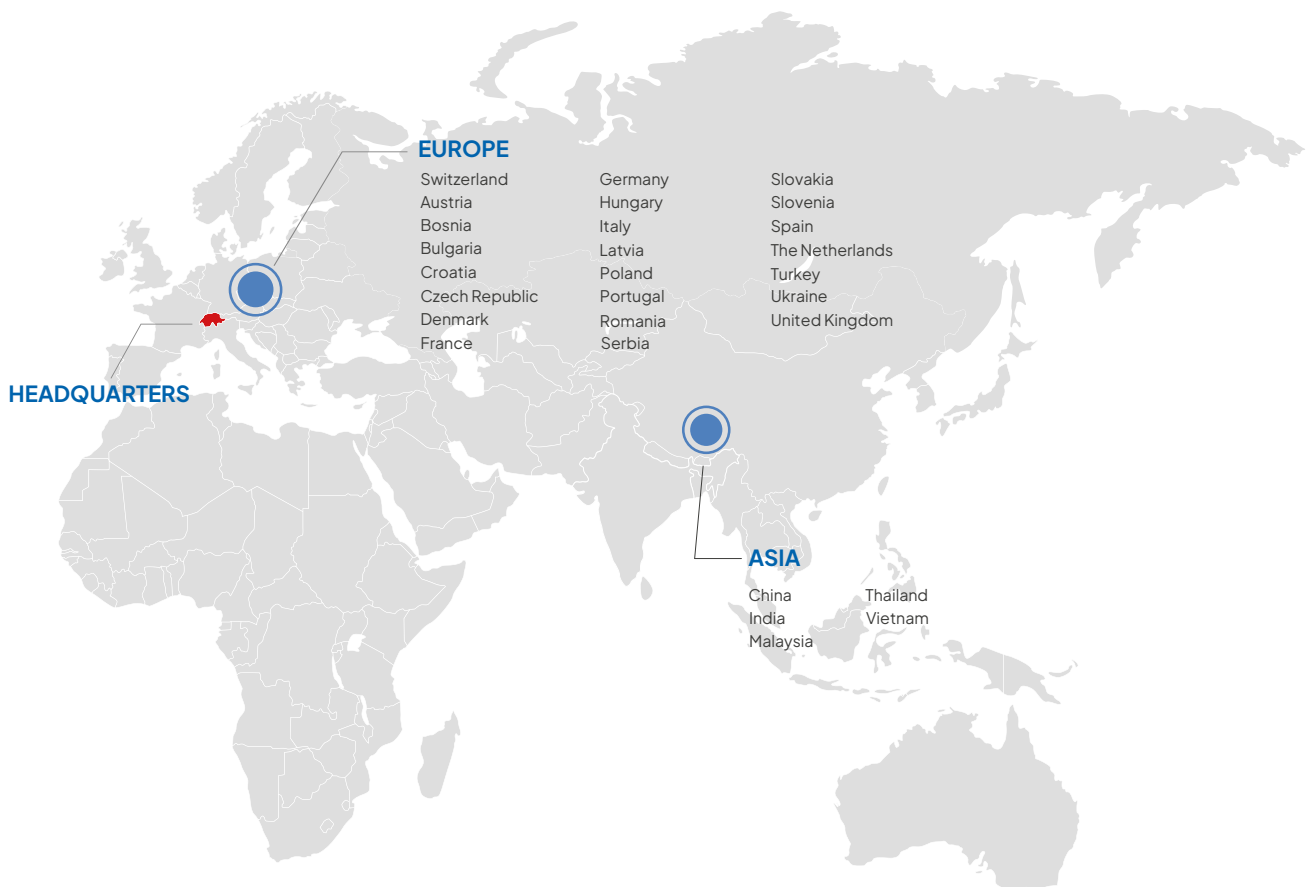 EUROPE
Switzerland
Austria
Bosnia
Bulgaria
Croatia
Czech Republic
Denmark
France
Germany
Hungary
Italy
Latvia
Poland
Portugal
Romania
Serbia
Slovakia
Slovenia
Spain
The Netherlands
Turkey
Ukraine
United Kingdom
HEADQUARTERS
ASIA
China
India
Malaysia
Thailand
Vietnam